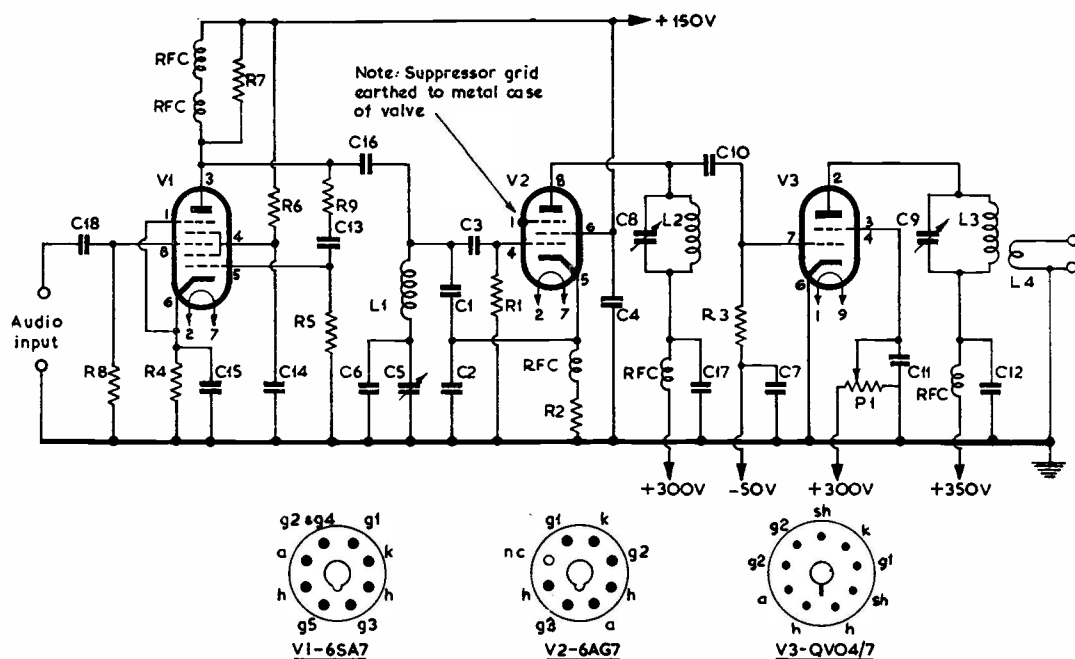 +150V
RFC
R7
RFC
Note: Suppressor grid
earthed to metal case
of valve
C16
C10
V1
3
V2
8
V3
2
1
R6
R9
C18
8
4
C13
5
6
2
7
C3
1
4
6
5
2
7
C8
L2
7
3
4
6
1
9
C9
L3
L4
Audio
input
R8
R4
C15
C14
R5
L1
C1
R1
C6
C5
C2
RFC
R2
C4
RFC
C17
R3
C7
P1
C11
RFC
C12
+300V
-50V
+300V
+350V
g2 &g4
g1
a
k
h
h
g5
g3
V1-6SA7
g1
k
nc
g2
h
h
g3
a
V2-6AG7
sh
g2
k
g2
g1
a
sh
h
h
V3-QVO4/7